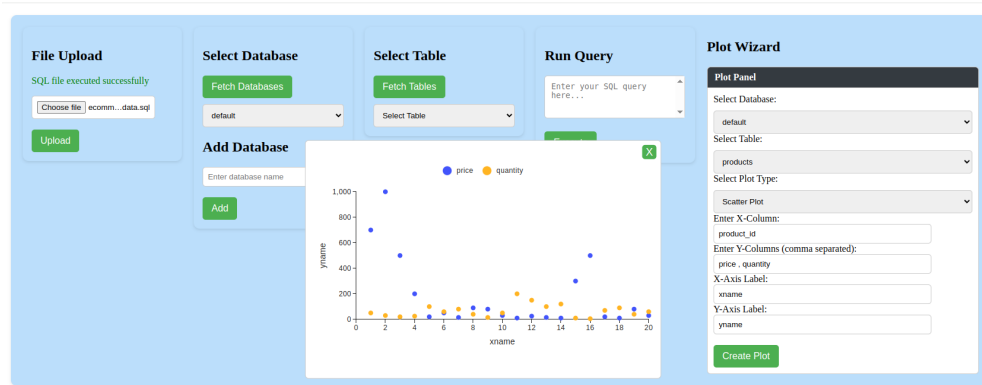 File Upload
SQL file executed successfully
Choose file ecomm...data.sql
Upload
Select Database
Fetch Databases
default
Add Database
Enter database name
Add
Select Table
Fetch Tables
Select Table
Run Query
Enter your SQL query
here...
X
price quantity
1,000
800
600
400
200
0
yname
0 2 4 6 8 10 12 14 16 18 20
xname
Plot Wizard
Plot Panel
Select Database:
default
Select Table:
products
Select Plot Type:
Scatter Plot
Enter X-Column:
product_id
Enter Y-Columns (comma separated):
price , quantity
X-Axis Label:
xname
Y-Axis Label:
yname
Create Plot